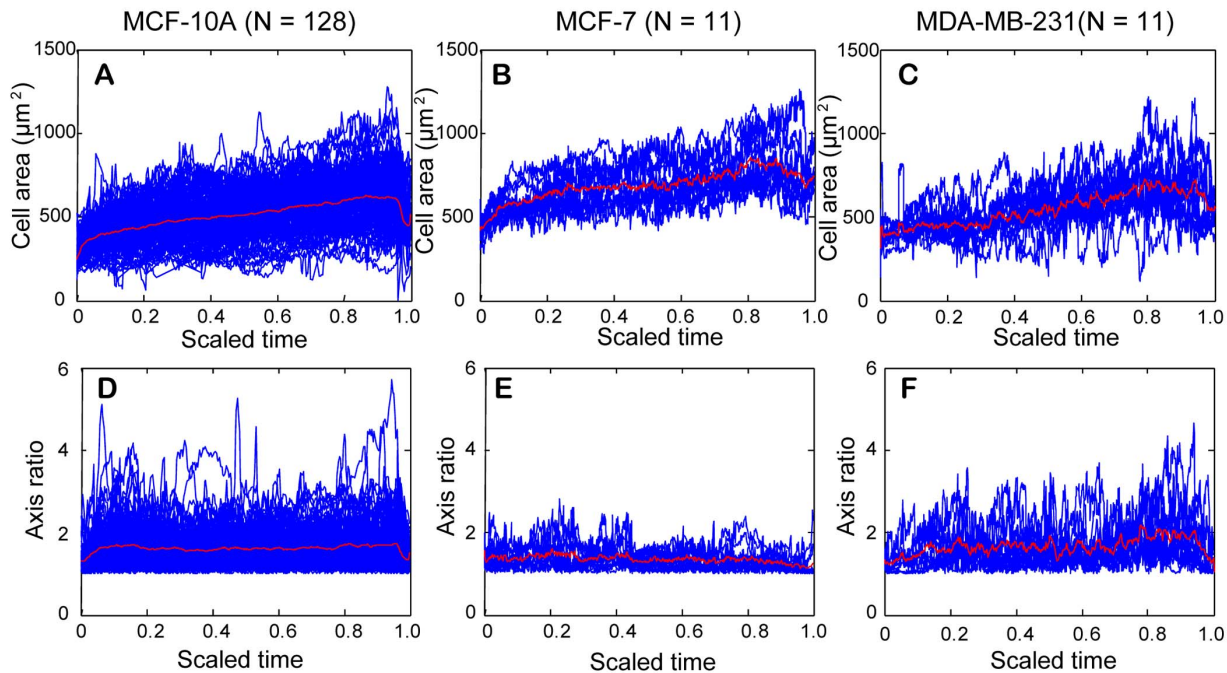 MCF-10A (N = 128)
MCF-7 (N = 11)
MDA-MB-231(N = 11)
A
Cell area (µm²)
1500
1000
500
0
0 0.2 0.4 0.6 0.8 1.0
Scaled time
B
Cell area (µm²)
1500
1000
500
0
0 0.2 0.4 0.6 0.8 1.0
Scaled time
C
Cell area (µm²)
1500
1000
500
0
0 0.2 0.4 0.6 0.8 1.0
Scaled time
D
Axis ratio
6
4
2
0
0 0.2 0.4 0.6 0.8 1.0
Scaled time
E
Axis ratio
6
4
2
0
0 0.2 0.4 0.6 0.8 1.0
Scaled time
F
Axis ratio
6
4
2
0
0 0.2 0.4 0.6 0.8 1.0
Scaled time